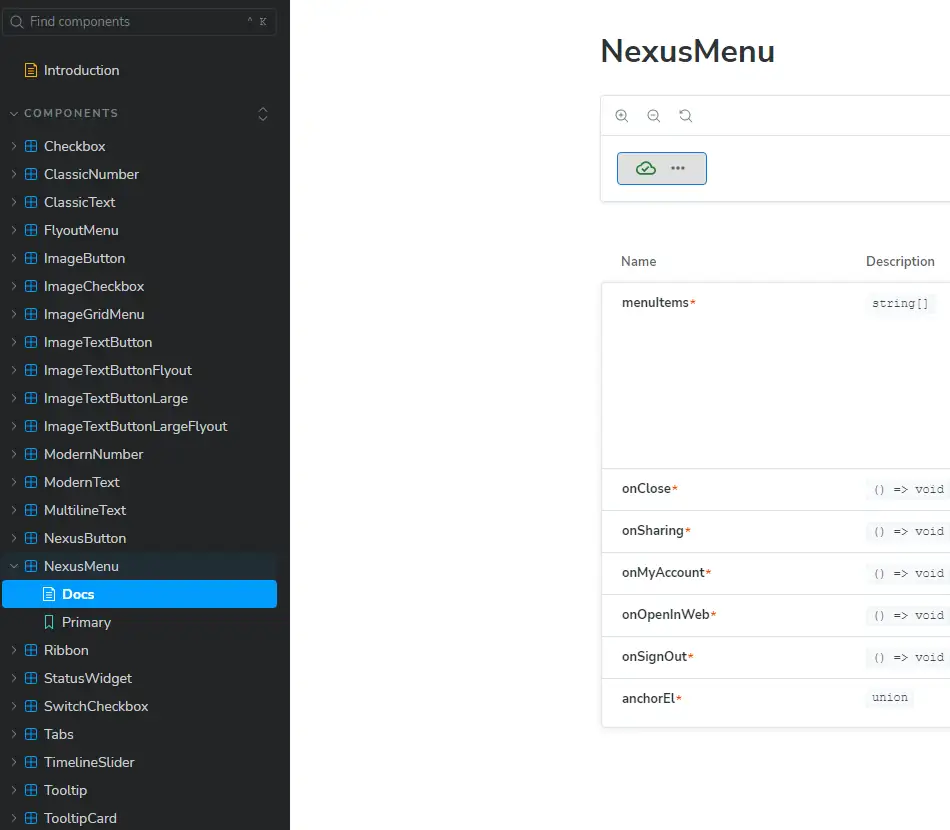 Find components
^ K
Introduction
COMPONENTS
Checkbox
ClassicNumber
ClassicText
FlyoutMenu
ImageButton
ImageCheckbox
ImageGridMenu
ImageTextButton
ImageTextButtonFlyout
ImageTextButtonLarge
ImageTextButtonLargeFlyout
ModernNumber
ModernText
MultilineText
NexusButton
NexusMenu
Docs
Primary
Ribbon
StatusWidget
SwitchCheckbox
Tabs
TimelineSlider
Tooltip
TooltipCard
NexusMenu
Name Description
menuItems* string[]
onClose* () => void
onSharing* () => void
onMyAccount* () => void
onOpenInWeb* () => void
onSignOut* () => void
anchorEl* union